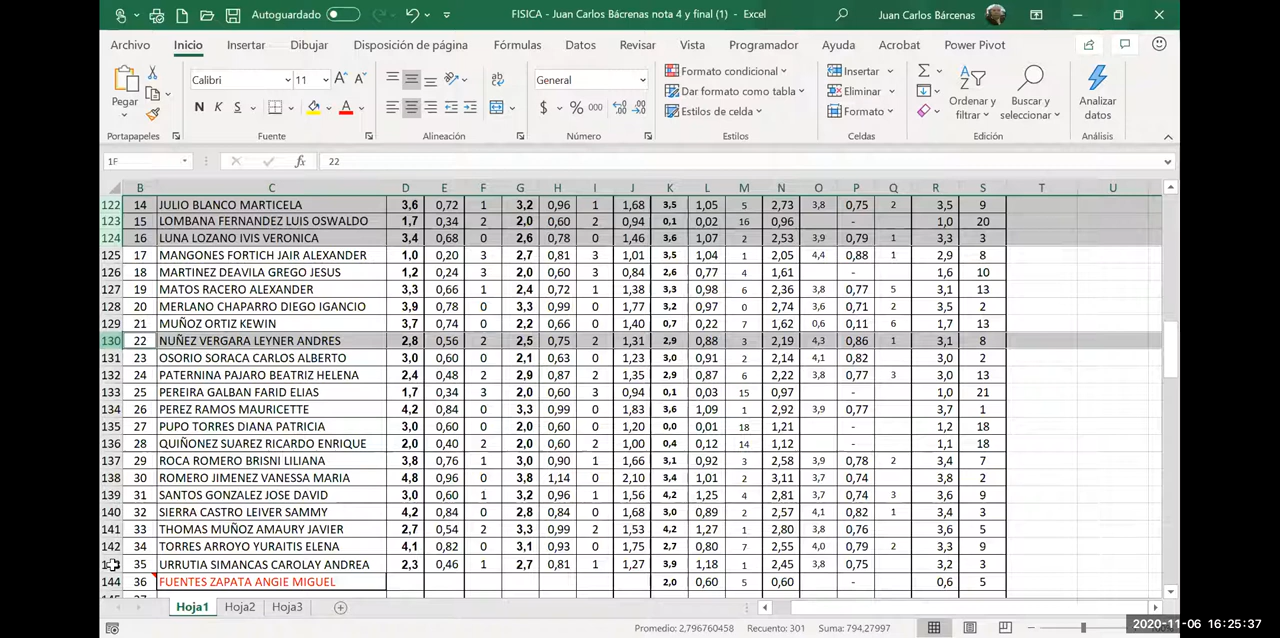 Autoguardado
FISICA - Juan Carlos Bácrenas nota 4 y final (1) - Excel
Juan Carlos Bárcenas
Archivo Inicio Insertar Dibujar Disposición de página Fórmulas Datos Revisar Vista Programador Ayuda Acrobat Power Pivot
Pegar
Calibri 11
N K S
General
$ % 000
Formato condicional
Dar formato como tabla
Estilos de celda
Insertar
Eliminar
Formato
Ordenar y filtrar
Buscar y seleccionar
Analizar datos
Portapapeles Fuente Alineación Número Estilos Celdas Edición Análisis
1F fx 22
B C D E F G H I J K L M N O P Q R S T U
122 14 JULIO BLANCO MARTICELA 3,6 0,72 1 3,2 0,96 1 1,68 3,5 1,05 5 2,73 3,8 0,75 2 3,5 9
123 15 LOMBANA FERNANDEZ LUIS OSWALDO 1,7 0,34 2 2,0 0,60 2 0,94 0,1 0,02 16 0,96 - 1,0 20
124 16 LUNA LOZANO IVIS VERONICA 3,4 0,68 0 2,6 0,78 0 1,46 3,6 1,07 2 2,53 3,9 0,79 1 3,3 3
125 17 MANGONES FORTICH JAIR ALEXANDER 1,0 0,20 3 2,7 0,81 3 1,01 3,5 1,04 1 2,05 4,4 0,88 1 2,9 8
126 18 MARTINEZ DEAVILA GREGO JESUS 1,2 0,24 3 2,0 0,60 3 0,84 2,6 0,77 4 1,61 - 1,6 10
127 19 MATOS RACERO ALEXANDER 3,3 0,66 1 2,4 0,72 1 1,38 3,3 0,98 6 2,36 3,8 0,77 5 3,1 13
128 20 MERLANO CHAPARRO DIEGO IGANCIO 3,9 0,78 0 3,3 0,99 0 1,77 3,2 0,97 0 2,74 3,6 0,71 2 3,5 2
129 21 MUÑOZ ORTIZ KEWIN 3,7 0,74 0 2,2 0,66 0 1,40 0,7 0,22 7 1,62 0,6 0,11 6 1,7 13
130 22 NUÑEZ VERGARA LEYNER ANDRES 2,8 0,56 2 2,5 0,75 2 1,31 2,9 0,88 3 2,19 4,3 0,86 1 3,1 8
131 23 OSORIO SORACA CARLOS ALBERTO 3,0 0,60 0 2,1 0,63 0 1,23 3,0 0,91 2 2,14 4,1 0,82 3,0 2
132 24 PATERNINA PAJARO BEATRIZ HELENA 2,4 0,48 2 2,9 0,87 2 1,35 2,9 0,87 6 2,22 3,8 0,77 3 3,0 13
133 25 PEREIRA GALBAN FARID ELIAS 1,7 0,34 3 2,0 0,60 3 0,94 0,1 0,03 15 0,97 - 1,0 21
134 26 PEREZ RAMOS MAURICETTE 4,2 0,84 0 3,3 0,99 0 1,83 3,6 1,09 1 2,92 3,9 0,77 3,7 1
135 27 PUPO TORRES DIANA PATRICIA 3,0 0,60 0 2,0 0,60 0 1,20 0,0 0,01 18 1,21 - 1,2 18
136 28 QUIÑONEZ SUAREZ RICARDO ENRIQUE 2,0 0,40 2 2,0 0,60 2 1,00 0,4 0,12 14 1,12 - 1,1 18
137 29 ROCA ROMERO BRISNI LILIANA 3,8 0,76 1 3,0 0,90 1 1,66 3,1 0,92 3 2,58 3,9 0,78 2 3,4 7
138 30 ROMERO JIMENEZ VANESSA MARIA 4,8 0,96 0 3,8 1,14 0 2,10 3,4 1,01 2 3,11 3,7 0,74 3,8 2
139 31 SANTOS GONZALEZ JOSE DAVID 3,0 0,60 1 3,2 0,96 1 1,56 4,2 1,25 4 2,81 3,7 0,74 3 3,6 9
140 32 SIERRA CASTRO LEIVER SAMMY 4,2 0,84 0 2,8 0,84 0 1,68 3,0 0,89 2 2,57 4,1 0,82 1 3,4 3
141 33 THOMAS MUÑOZ AMAURY JAVIER 2,7 0,54 2 3,3 0,99 2 1,53 4,2 1,27 1 2,80 3,8 0,76 3,6 5
142 34 TORRES ARROYO YURAITIS ELENA 4,1 0,82 0 3,1 0,93 0 1,75 2,7 0,80 7 2,55 4,0 0,79 2 3,3 9
35 URRUTIA SIMANCAS CAROLAY ANDREA 2,3 0,46 1 2,7 0,81 1 1,27 3,9 1,18 1 2,45 3,8 0,75 3,2 3
144 36 FUENTES ZAPATA ANGIE MIGUEL 2,0 0,60 5 0,60 - 0,6 5
Hoja1 Hoja2 Hoja3
Promedio: 2,796760458 Recuento: 301 Suma: 794,27997
2020-11-06 16:25:37